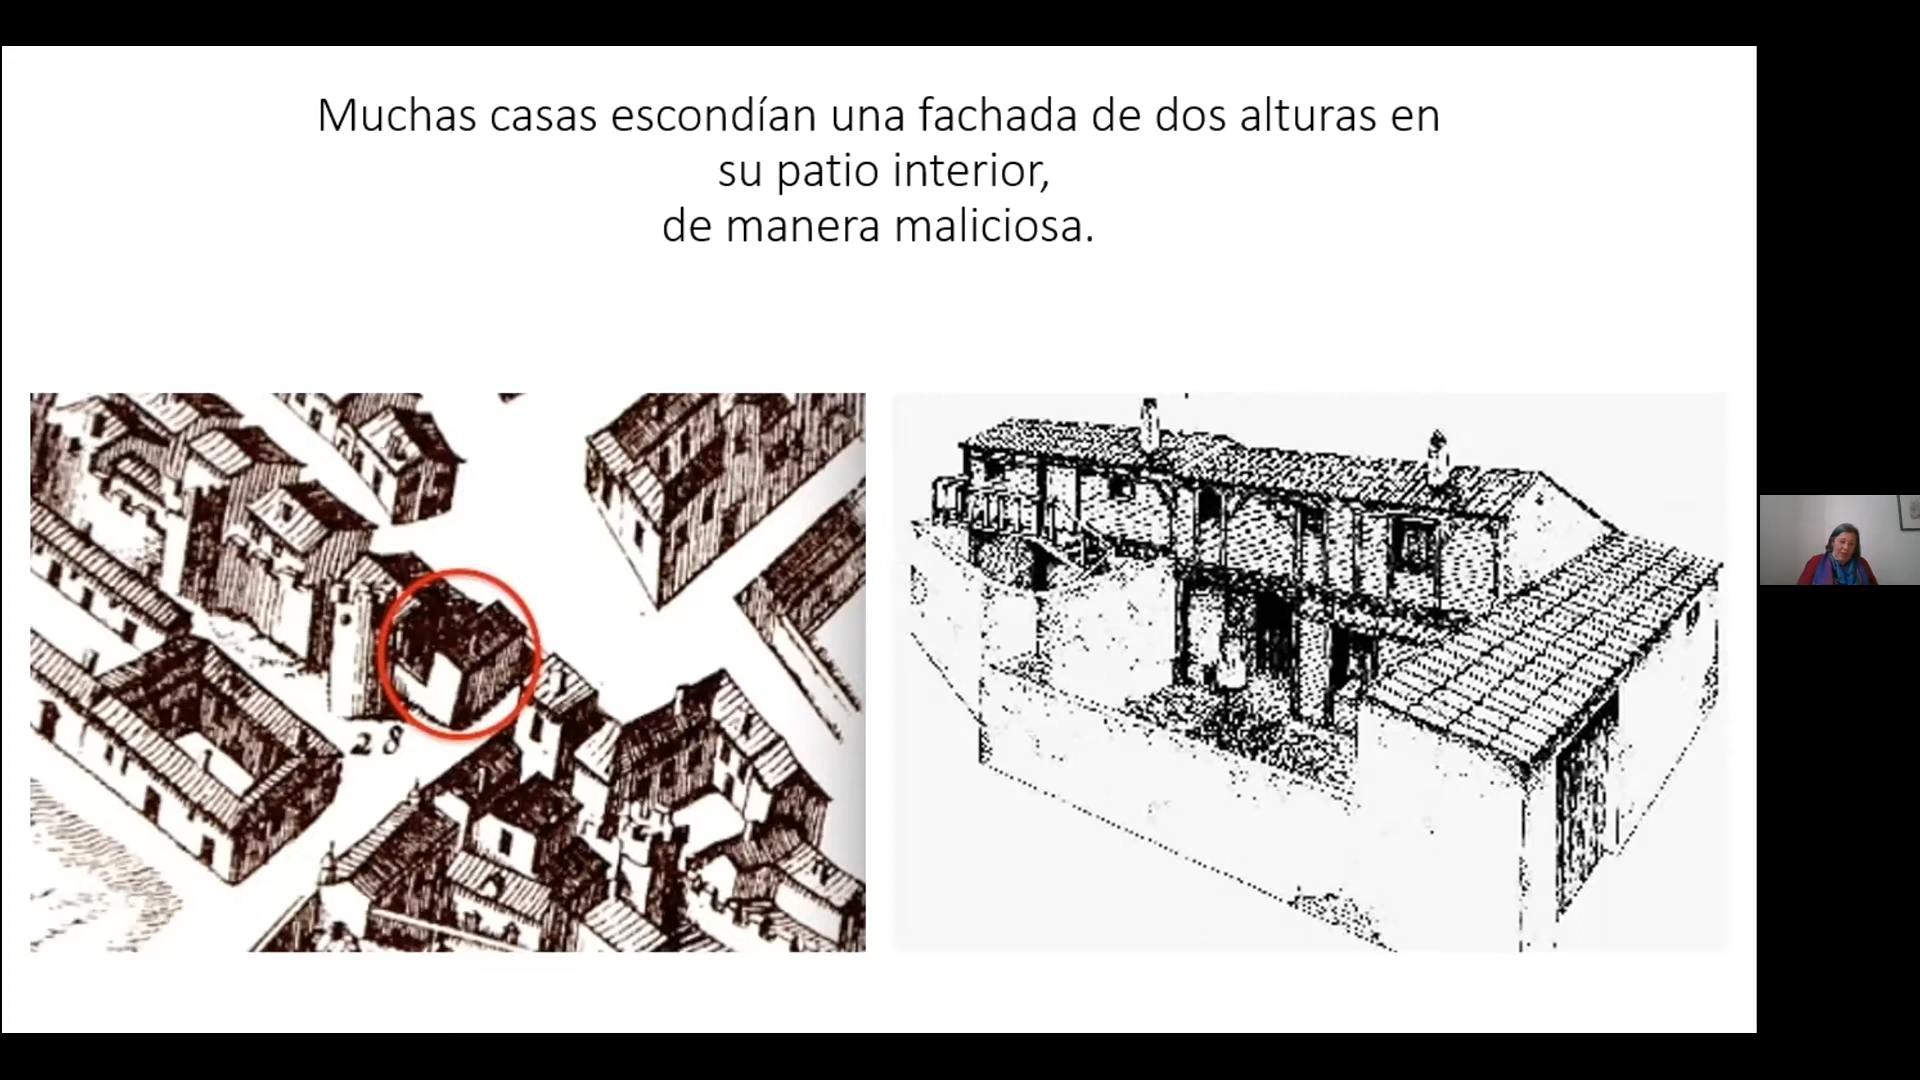 Muchas casas escondían una fachada de dos alturas en
su patio interior,
de manera maliciosa.
28